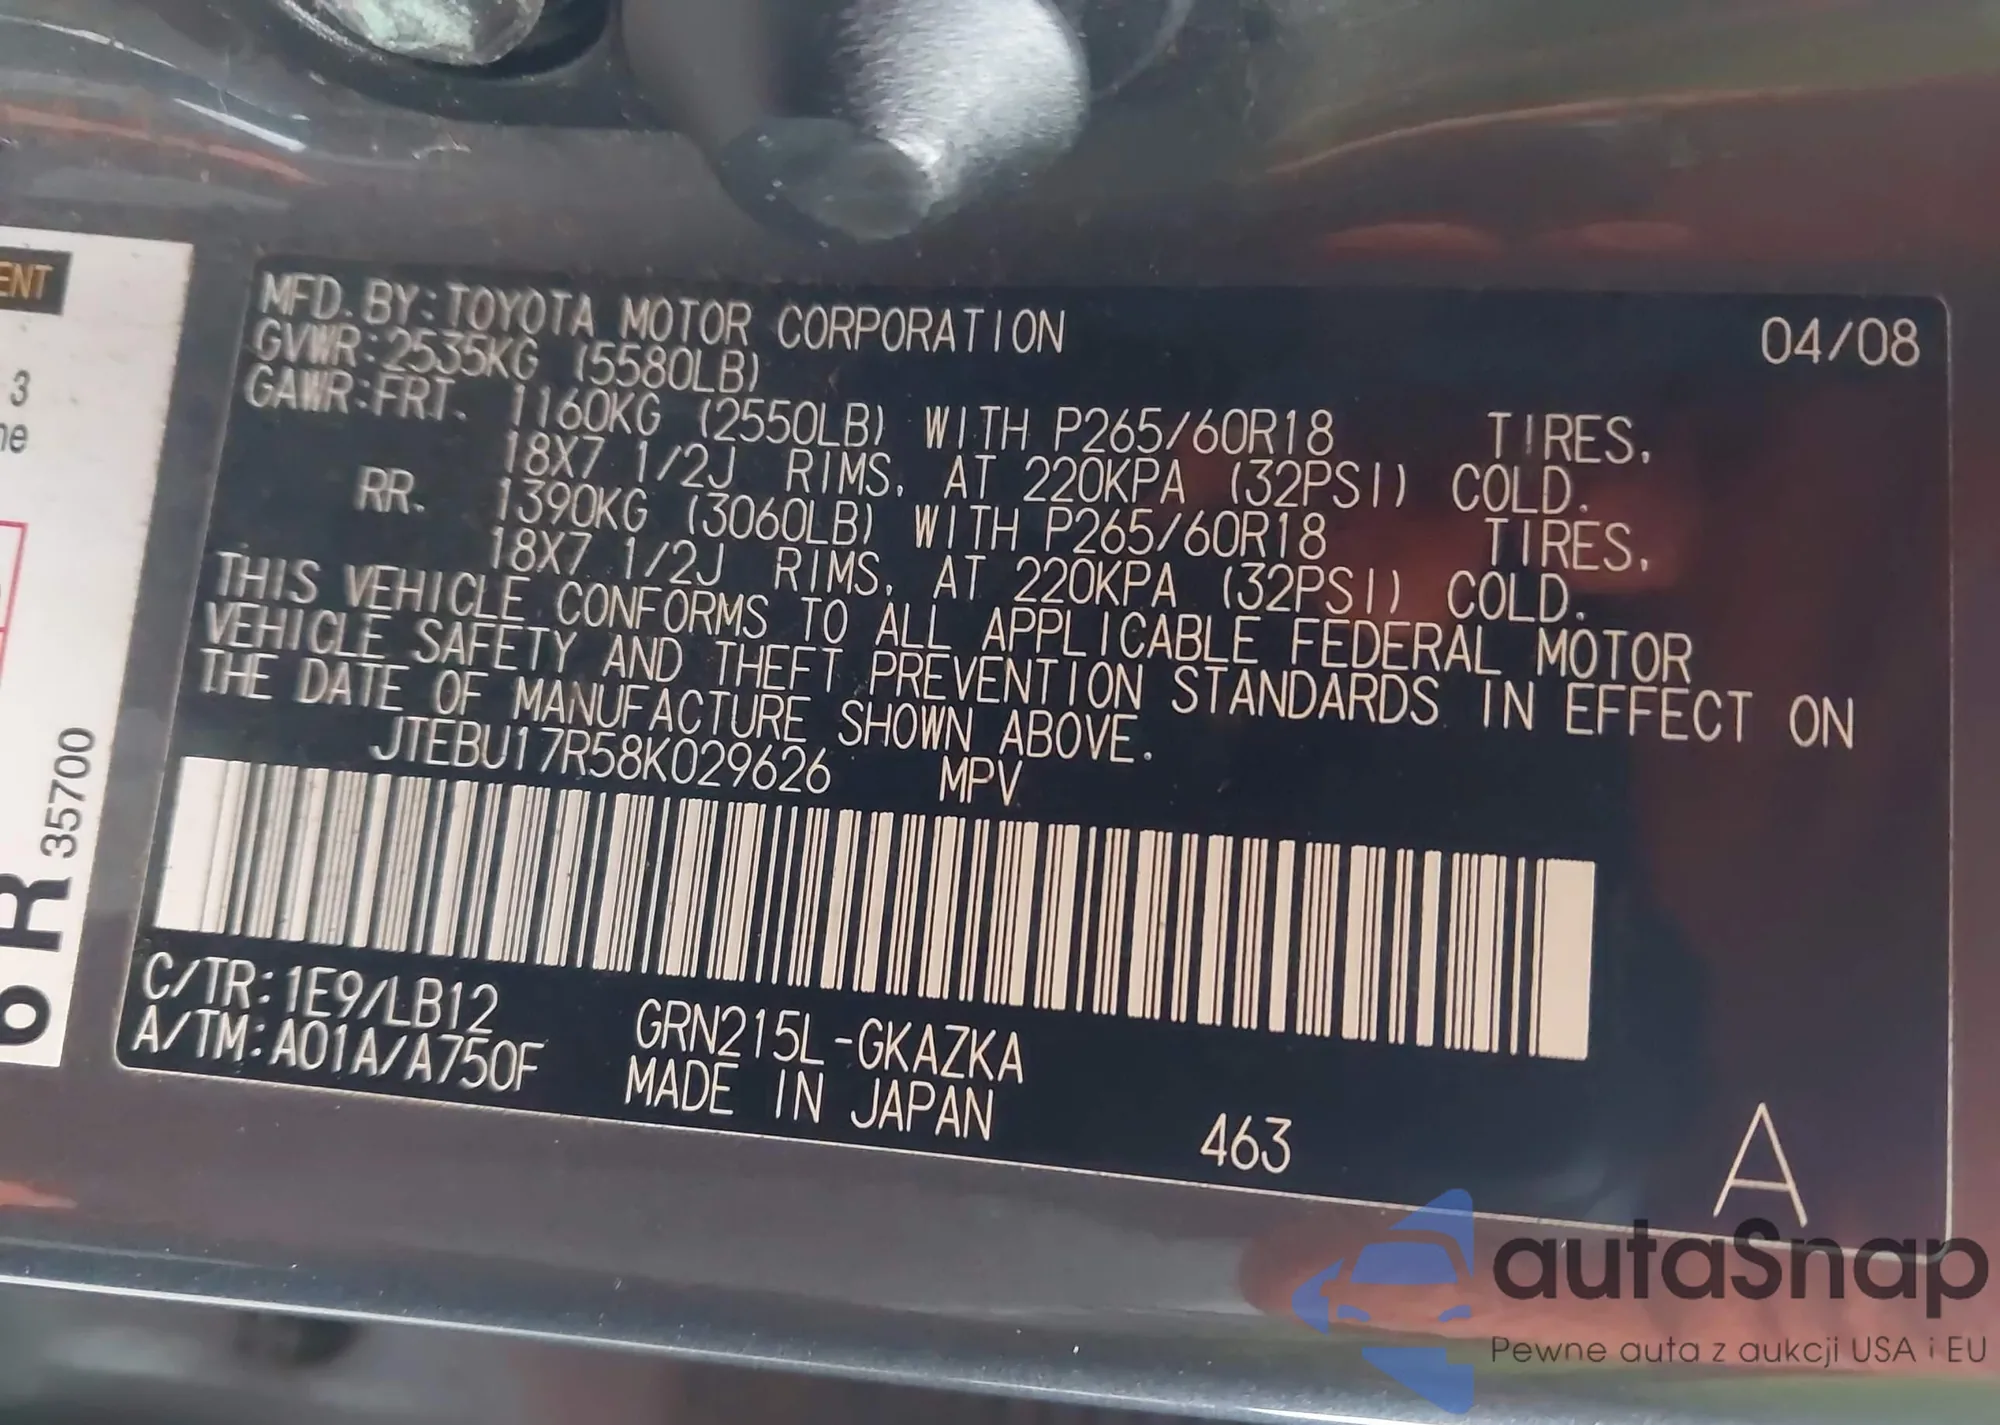 ENT
3
ne
6 R 35700
MFD. BY: TOYOTA MOTOR CORPORATION 04/08
GVWR: 2535KG (5580LB)
GAWR: FRT. 1160KG (2550LB) WITH P265/60R18 TIRES,
18X7 1/2J RIMS, AT 220KPA (32PSI) COLD.
RR. 1390KG (3060LB) WITH P265/60R18 TIRES,
18X7 1/2J RIMS, AT 220KPA (32PSI) COLD.
THIS VEHICLE CONFORMS TO ALL APPLICABLE FEDERAL MOTOR
VEHICLE SAFETY AND THEFT PREVENTION STANDARDS IN EFFECT ON
THE DATE OF MANUFACTURE SHOWN ABOVE.
JTEBU17R58K029626 MPV
C/TR: 1E9/LB12 GRN215L-GKAZKA
A/TM: A01A/A750F MADE IN JAPAN
463 A
autaSnap
Pewne auta z aukcji USA i EU